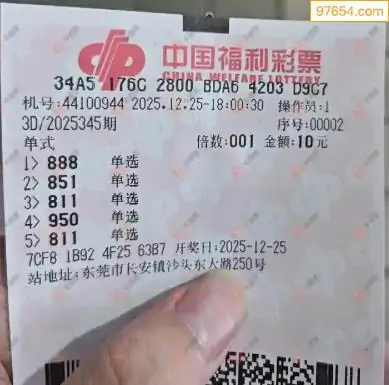 97654.com
中国福利彩票
CHINA WELFARE LOTTERY
34A5 176C 2800 BDA6 4203 D9C7
机号:44100944 2025.12.25-18:00:30 操作员:1
3D/2025345期 序号:00002
单式 倍数:001 金额:10元
1> 888 单选
2> 851 单选
3> 811 单选
4> 950 单选
5> 811 单选
7CF8 1B92 4F25 63B7 开奖日:2025-12-25
站地址:东莞市长安镇沙头东大路250号